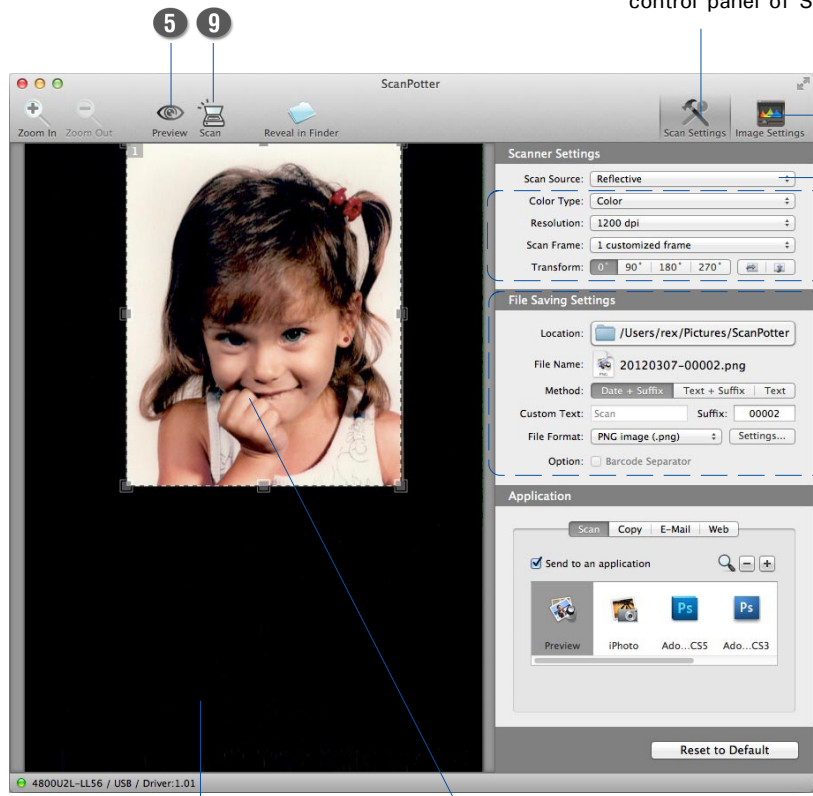 control panel of S
5 9
ScanPotter
Zoom In Zoom Out Preview Scan Reveal in Finder Scan Settings Image Settings
1
Scanner Settings
Scan Source: Reflective
Color Type: Color
Resolution: 1200 dpi
Scan Frame: 1 customized frame
Transform: 0° 90° 180° 270°
File Saving Settings
Location: /Users/rex/Pictures/ScanPotter
File Name: 20120307-00002.png
Method: Date + Suffix Text + Suffix Text
Custom Text: Scan Suffix: 00002
File Format: PNG image (.png) Settings...
Option: Barcode Separator
Application
Scan Copy E-Mail Web
Send to an application
Ps Ps
Preview iPhoto Ado...CS5 Ado...CS3
Reset to Default
4800U2L-LL56 / USB / Driver:1.01